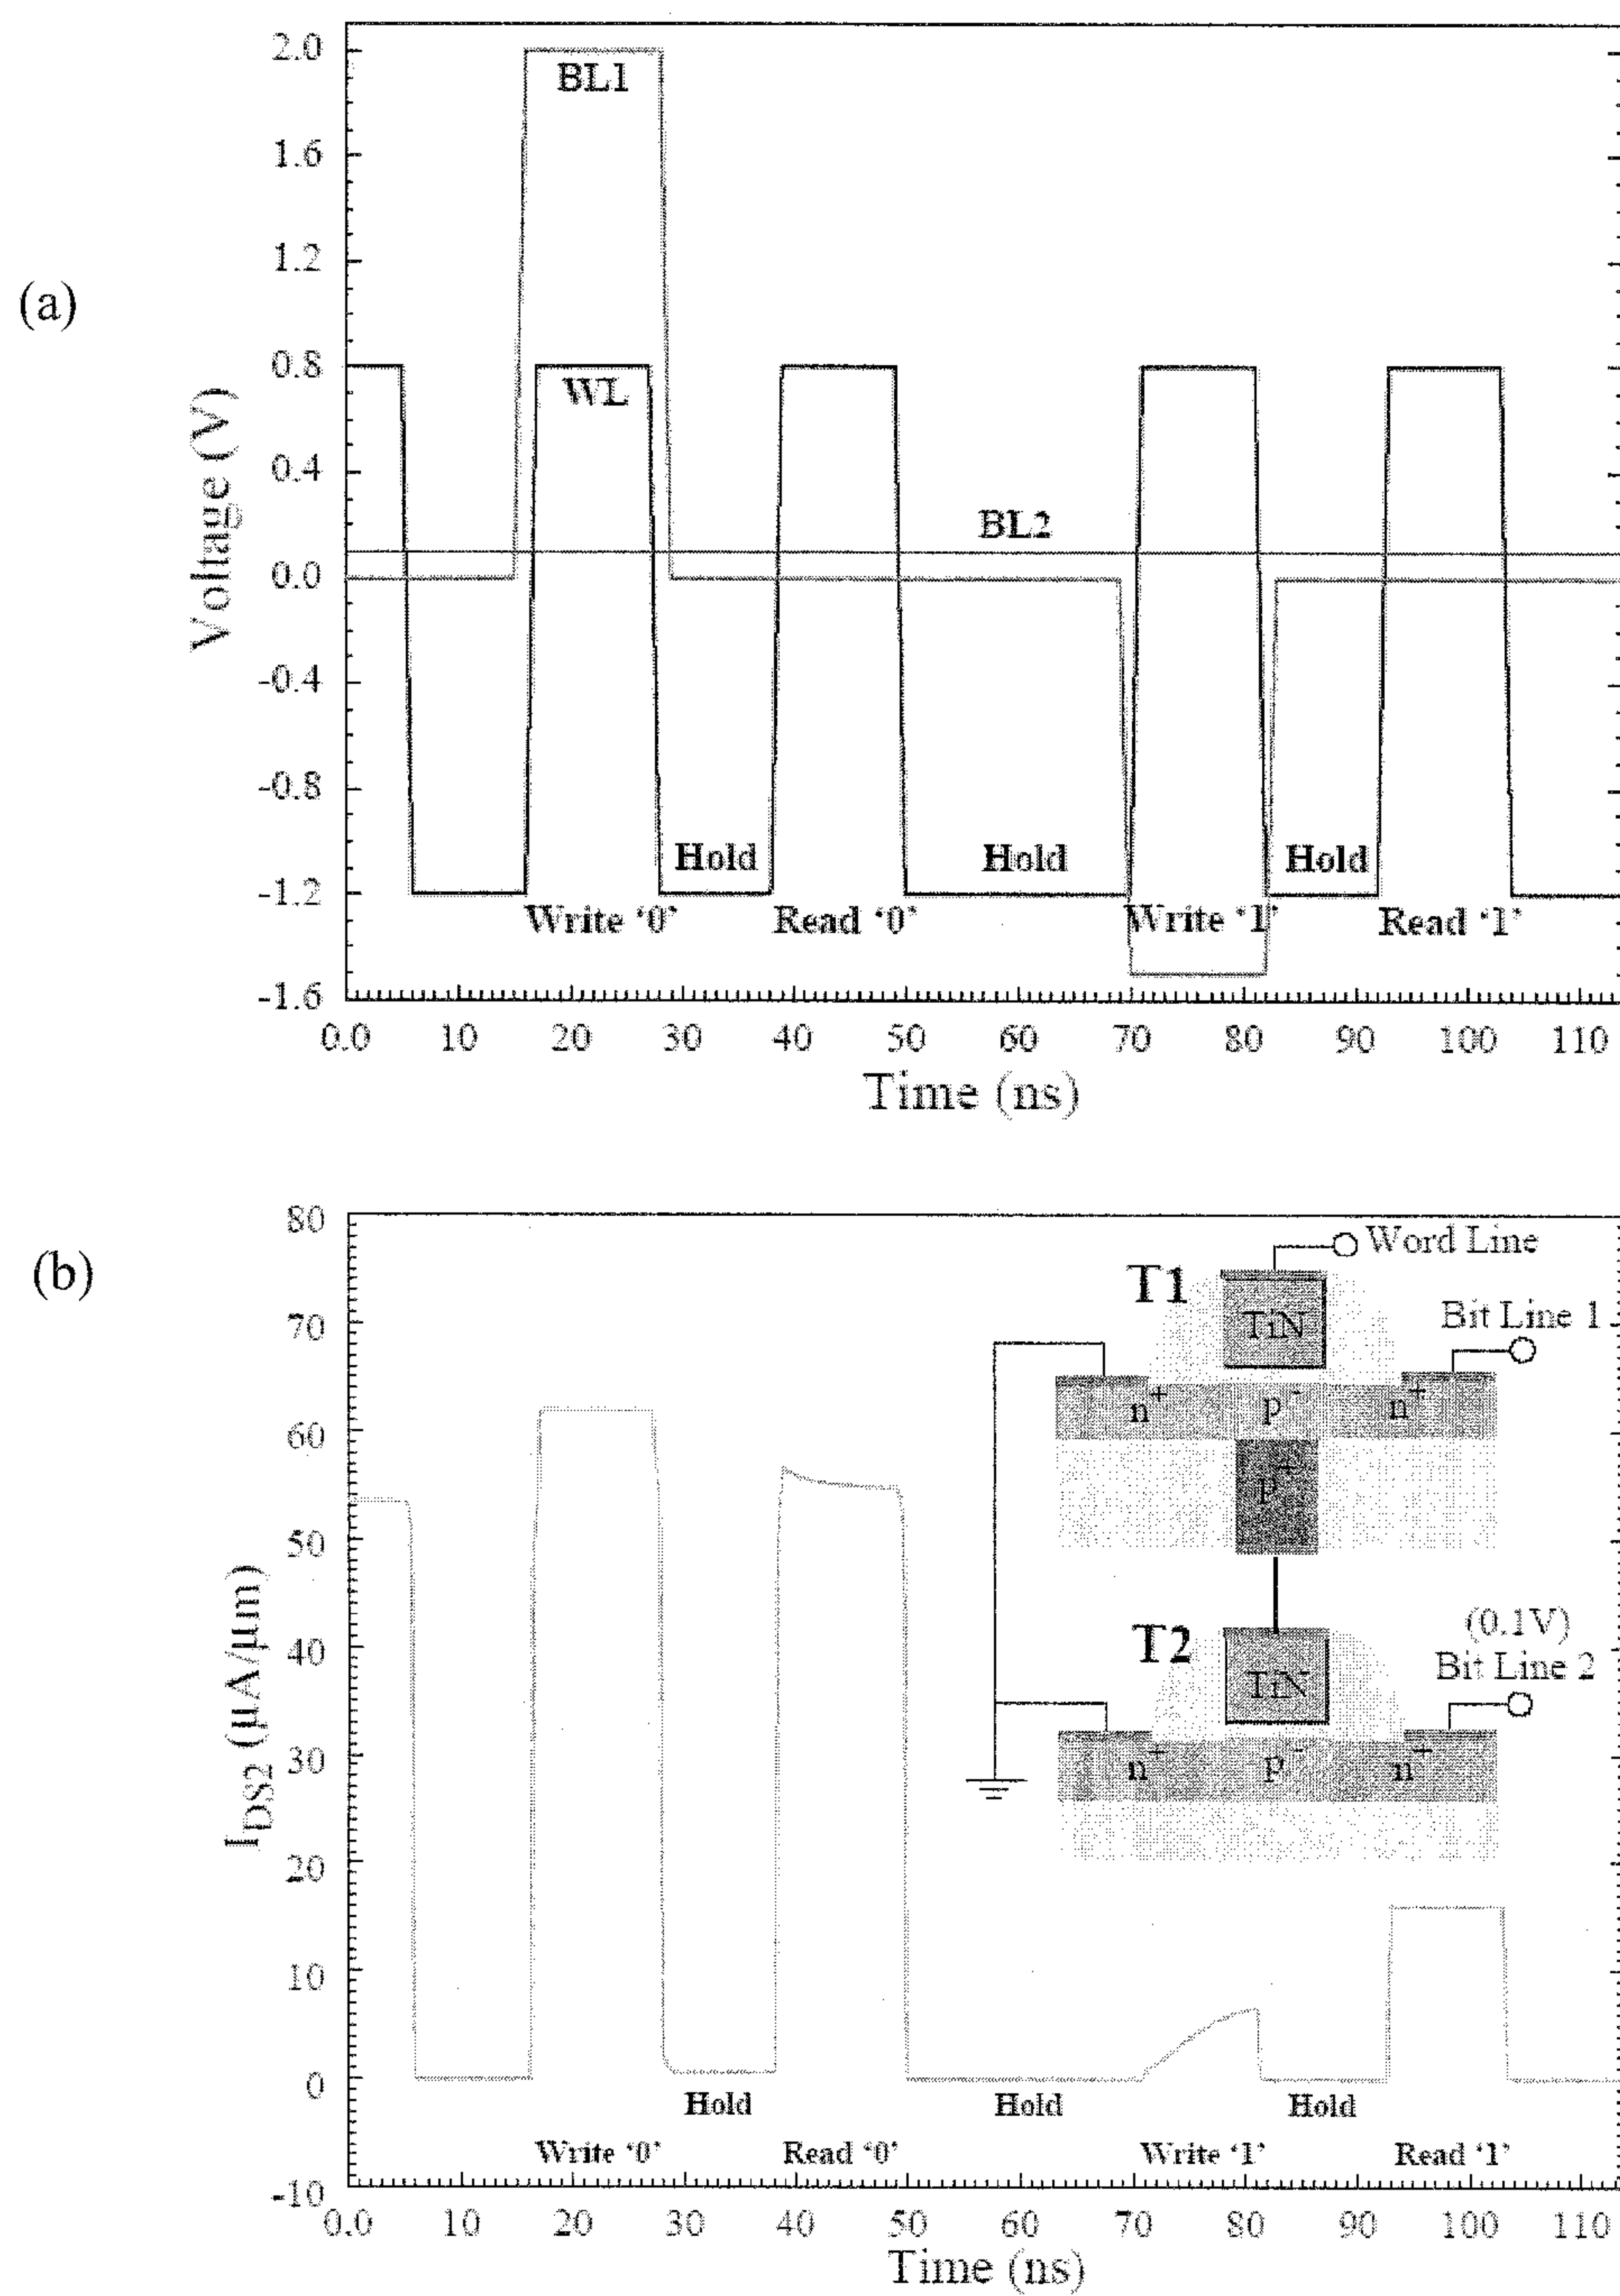 (a)
Voltage (V)
2.0
1.6
1.2
0.8
0.4
0.0
-0.4
-0.8
-1.2
-1.6
BL1
WL
BL2
Hold
Hold
Hold
Write ‘0’
Read ‘0’
Write ‘1’
Read ‘1’
0.0 10 20 30 40 50 60 70 80 90 100 110
Time (ns)
(b)
I_DS2 (μA/μm)
80
70
60
50
40
30
20
10
0
-10
Word Line
T1
TiN
Bit Line 1
n+ p- n+
p+
T2
TiN
(0.1V)
Bit Line 2
n+ p- n+
Hold
Hold
Hold
Write ‘0’
Read ‘0’
Write ‘1’
Read ‘1’
0.0 10 20 30 40 50 60 70 80 90 100 110
Time (ns)